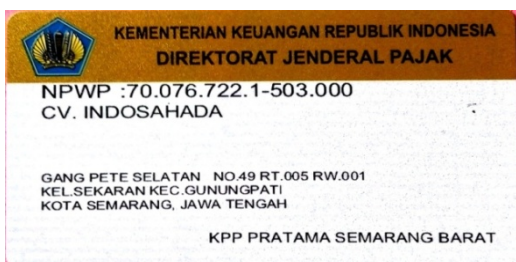 KEMENTERIAN KEUANGAN REPUBLIK INDONESIA
DIREKTORAT JENDERAL PAJAK
NPWP :70.076.722.1-503.000
CV. INDOSAHADA
GANG PETE SELATAN NO.49 RT.005 RW.001
KEL.SEKARAN KEC.GUNUNGPATI
KOTA SEMARANG, JAWA TENGAH
KPP PRATAMA SEMARANG BARAT